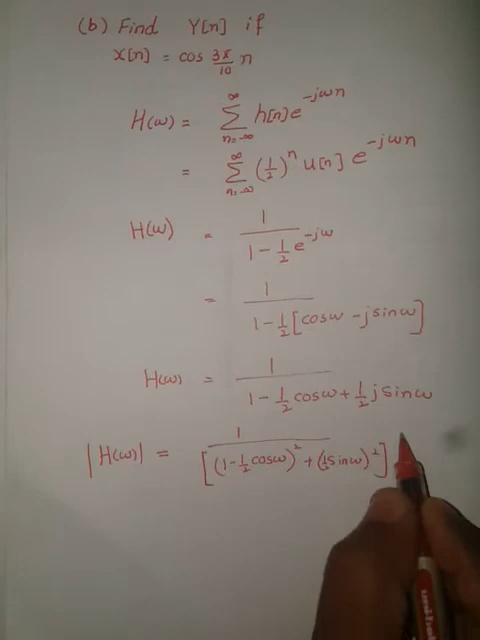 (b) Find Y[n] if
x[n] = cos 3π/10 n
H(ω) = ∞ Σ n=-∞ h[n] e^-jωn
= ∞ Σ n=-∞ (1/2)^n u[n] e^-jωn
H(ω) = 1 / 1 - 1/2 e^-jω
= 1 / 1 - 1/2 [cosω - jsinω]
H(ω) = 1 / 1 - 1/2 cosω + 1/2 jsinω
|H(ω)| = 1 / [(1 - 1/2 cosω)^2 + (1/2 sinω)^2]